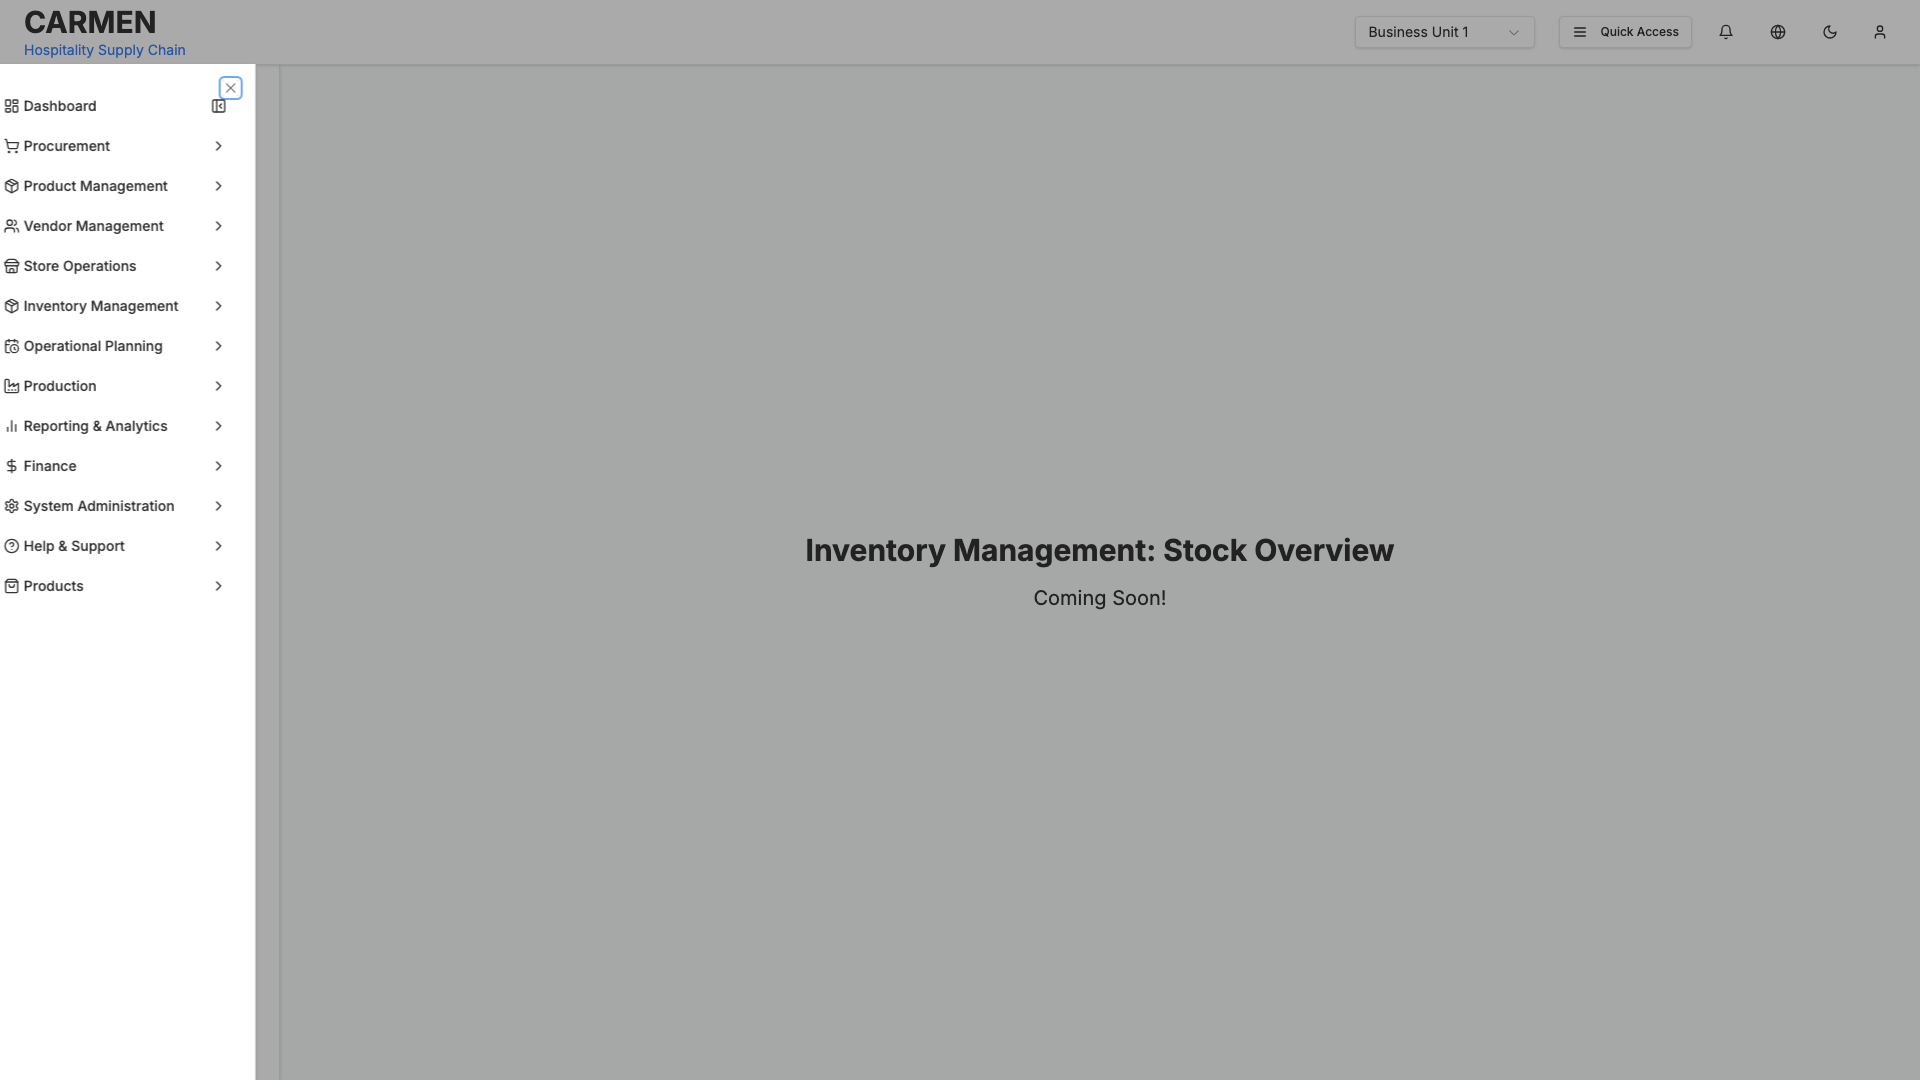 CARMEN
Hospitality Supply Chain
Business Unit 1
Quick Access
Dashboard
Procurement
Product Management
Vendor Management
Store Operations
Inventory Management
Operational Planning
Production
Reporting & Analytics
Finance
System Administration
Help & Support
Products
Inventory Management: Stock Overview
Coming Soon!